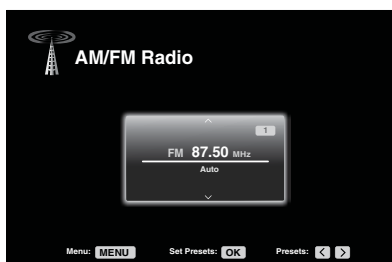 AM/FM Radio
1
FM 87.50 MHz
Auto
Menu: MENU Set Presets: OK Presets: < >